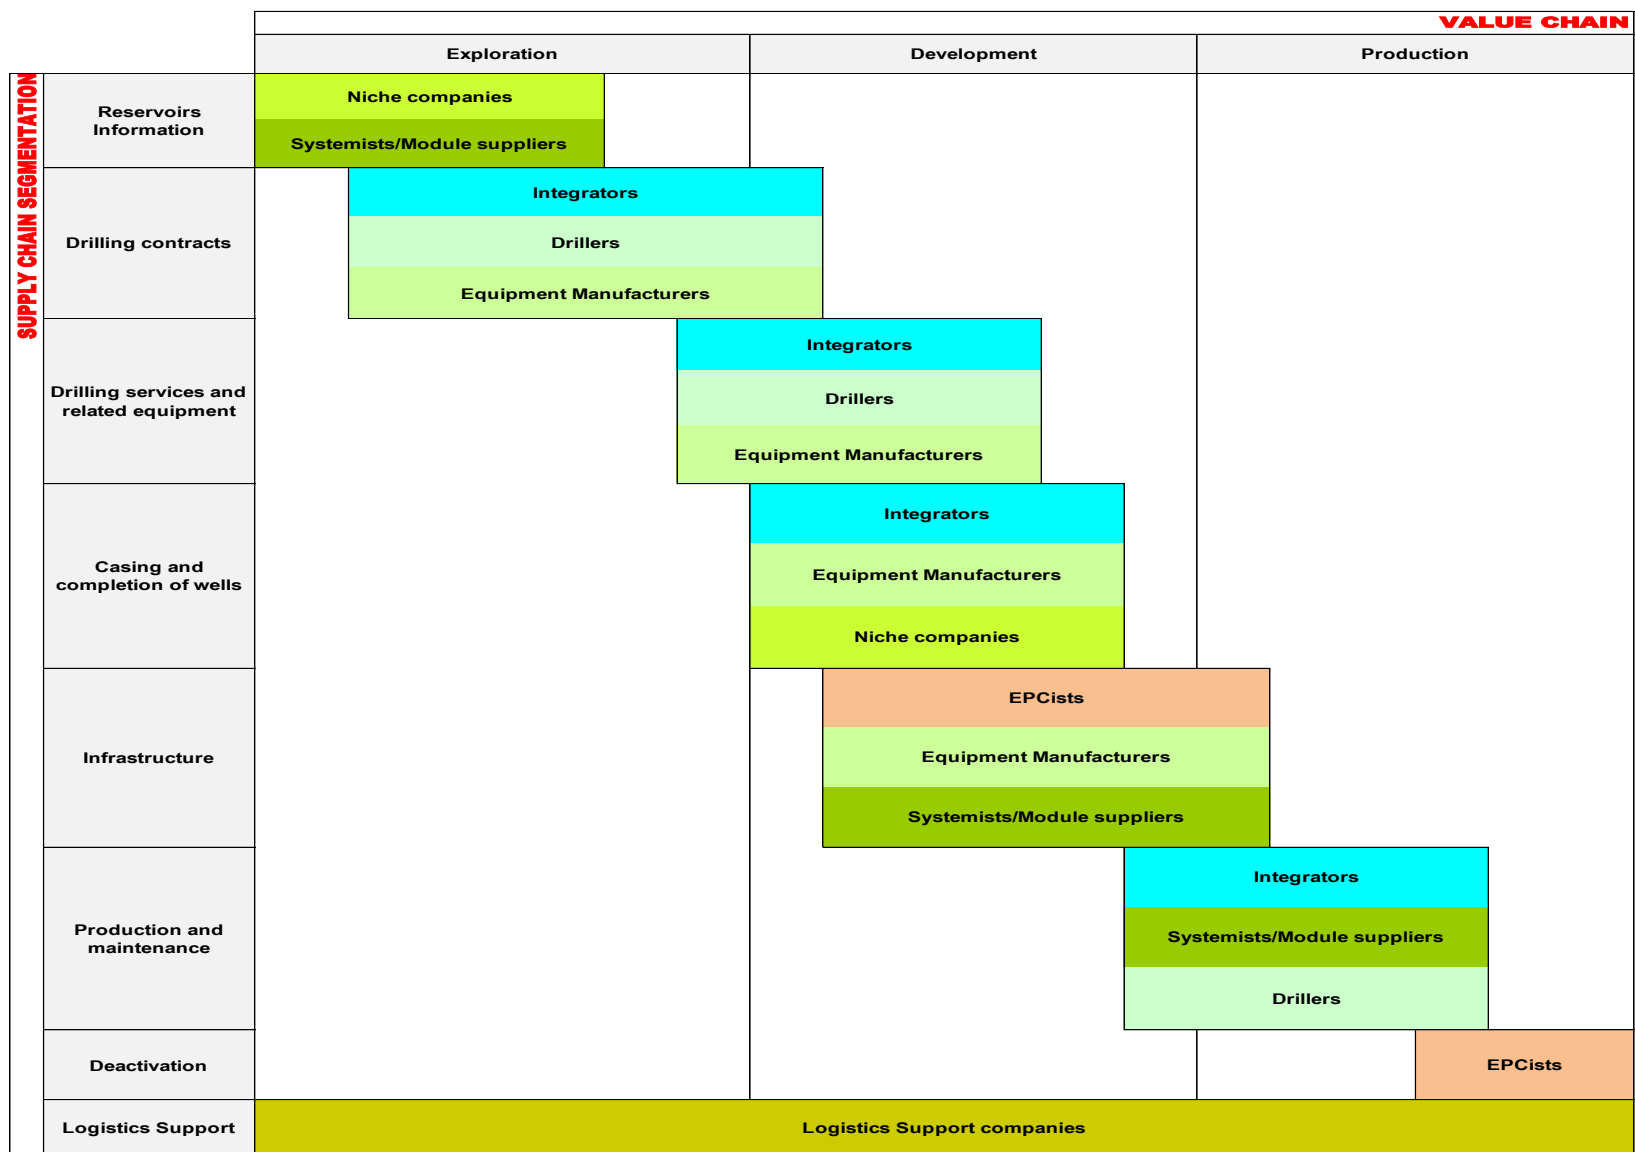 VALUE CHAIN
Exploration
Development
Production
SUPPLY CHAIN SEGMENTATION
Reservoirs
Information
Niche companies
Systemists/Module suppliers
Drilling contracts
Integrators
Drillers
Equipment Manufacturers
Drilling services and
related equipment
Integrators
Drillers
Equipment Manufacturers
Casing and
completion of wells
Integrators
Equipment Manufacturers
Niche companies
Infrastructure
EPCists
Equipment Manufacturers
Systemists/Module suppliers
Production and
maintenance
Integrators
Systemists/Module suppliers
Drillers
Deactivation
EPCists
Logistics Support
Logistics Support companies